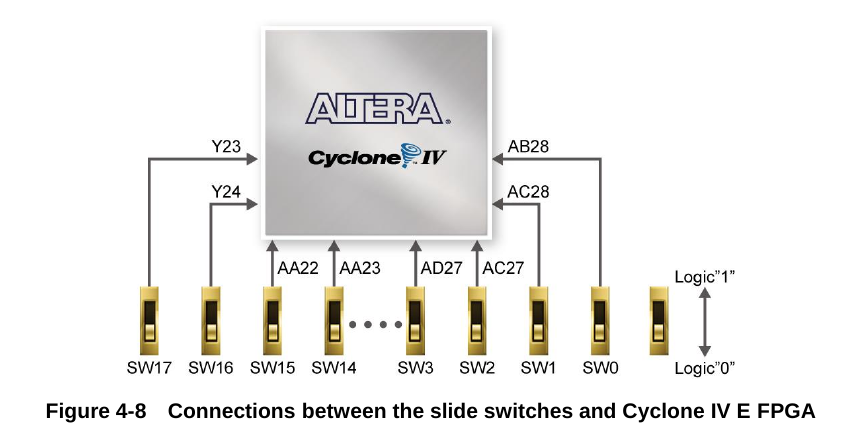 ALTERA®
Cyclone™ IV
Y23
AB28
Y24
AC28
AA22
AA23
AD27
AC27
Logic”1”
SW17
SW16
SW15
SW14
SW3
SW2
SW1
SW0
Logic”0”
Figure 4-8 Connections between the slide switches and Cyclone IV E FPGA